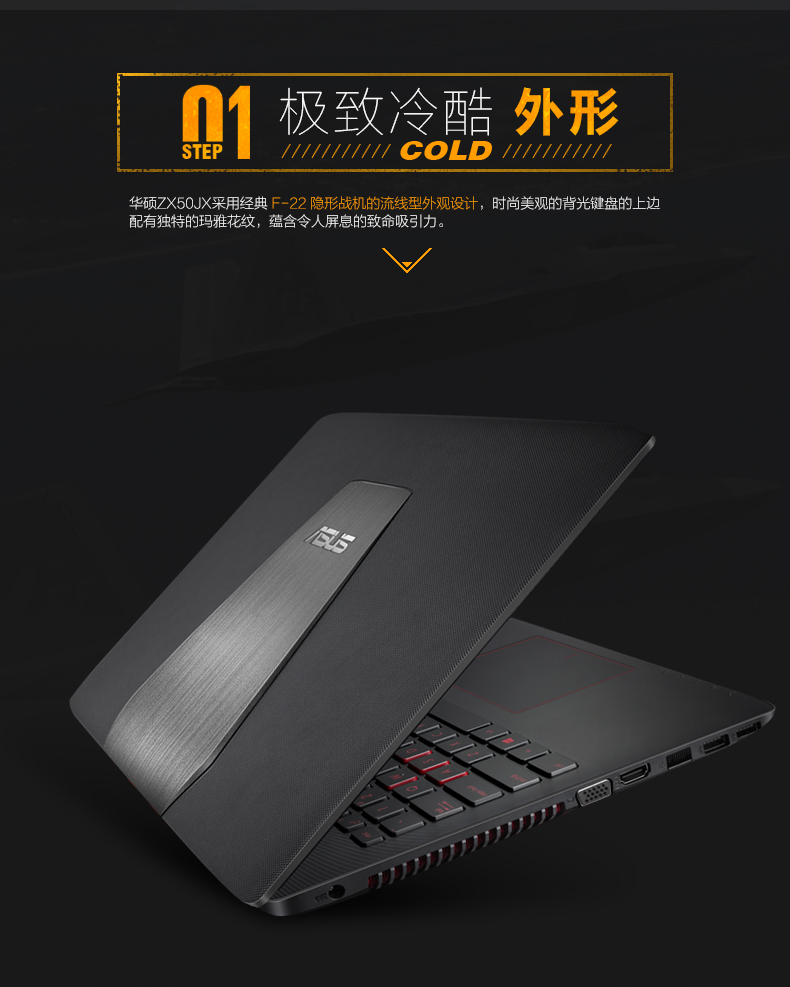 01
STEP
极致冷酷 外形
COLD
华硕ZX50JX采用经典 F-22 隐形战机的流线型外观设计，时尚美观的背光键盘的上边
配有独特的玛雅花纹，蕴含令人屏息的致命吸引力。
ASUS